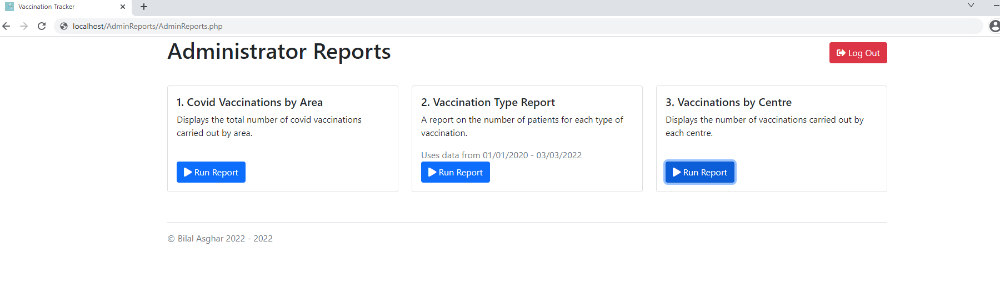 Vaccination Tracker
localhost/AdminReports/AdminReports.php
Administrator Reports
Log Out
1. Covid Vaccinations by Area
Displays the total number of covid vaccinations
carried out by area.
Run Report
2. Vaccination Type Report
A report on the number of patients for each type of
vaccination.
Uses data from 01/01/2020 - 03/03/2022
Run Report
3. Vaccinations by Centre
Displays the number of vaccinations carried out by
each centre.
Run Report
© Bilal Asghar 2022 - 2022